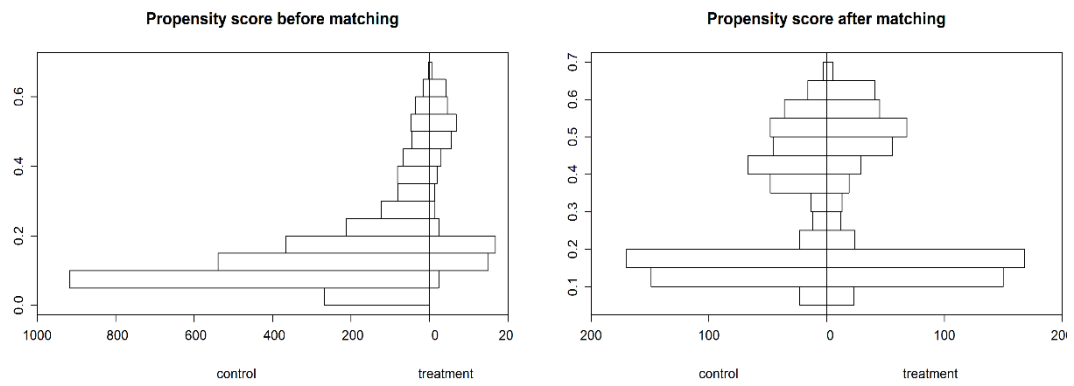 Propensity score before matching
0.6
0.4
0.2
0.0
1000 800 600 400 200 0 20
control treatment
Propensity score after matching
0.7
0.6
0.5
0.4
0.3
0.2
0.1
200 100 0 100 200
control treatment